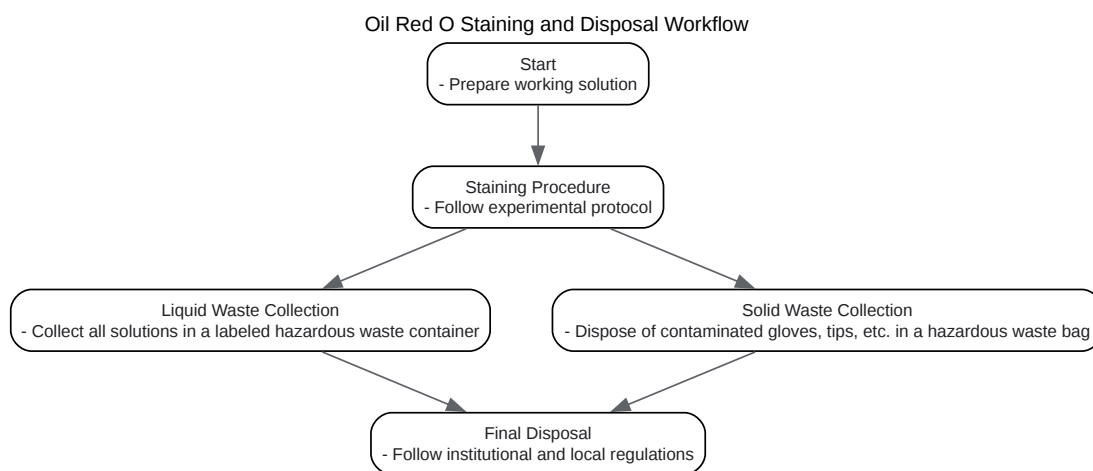 Oil Red O Staining and Disposal Workflow
Start
- Prepare working solution
Staining Procedure
- Follow experimental protocol
Liquid Waste Collection
- Collect all solutions in a labeled hazardous waste container
Solid Waste Collection
- Dispose of contaminated gloves, tips, etc. in a hazardous waste bag
Final Disposal
- Follow institutional and local regulations